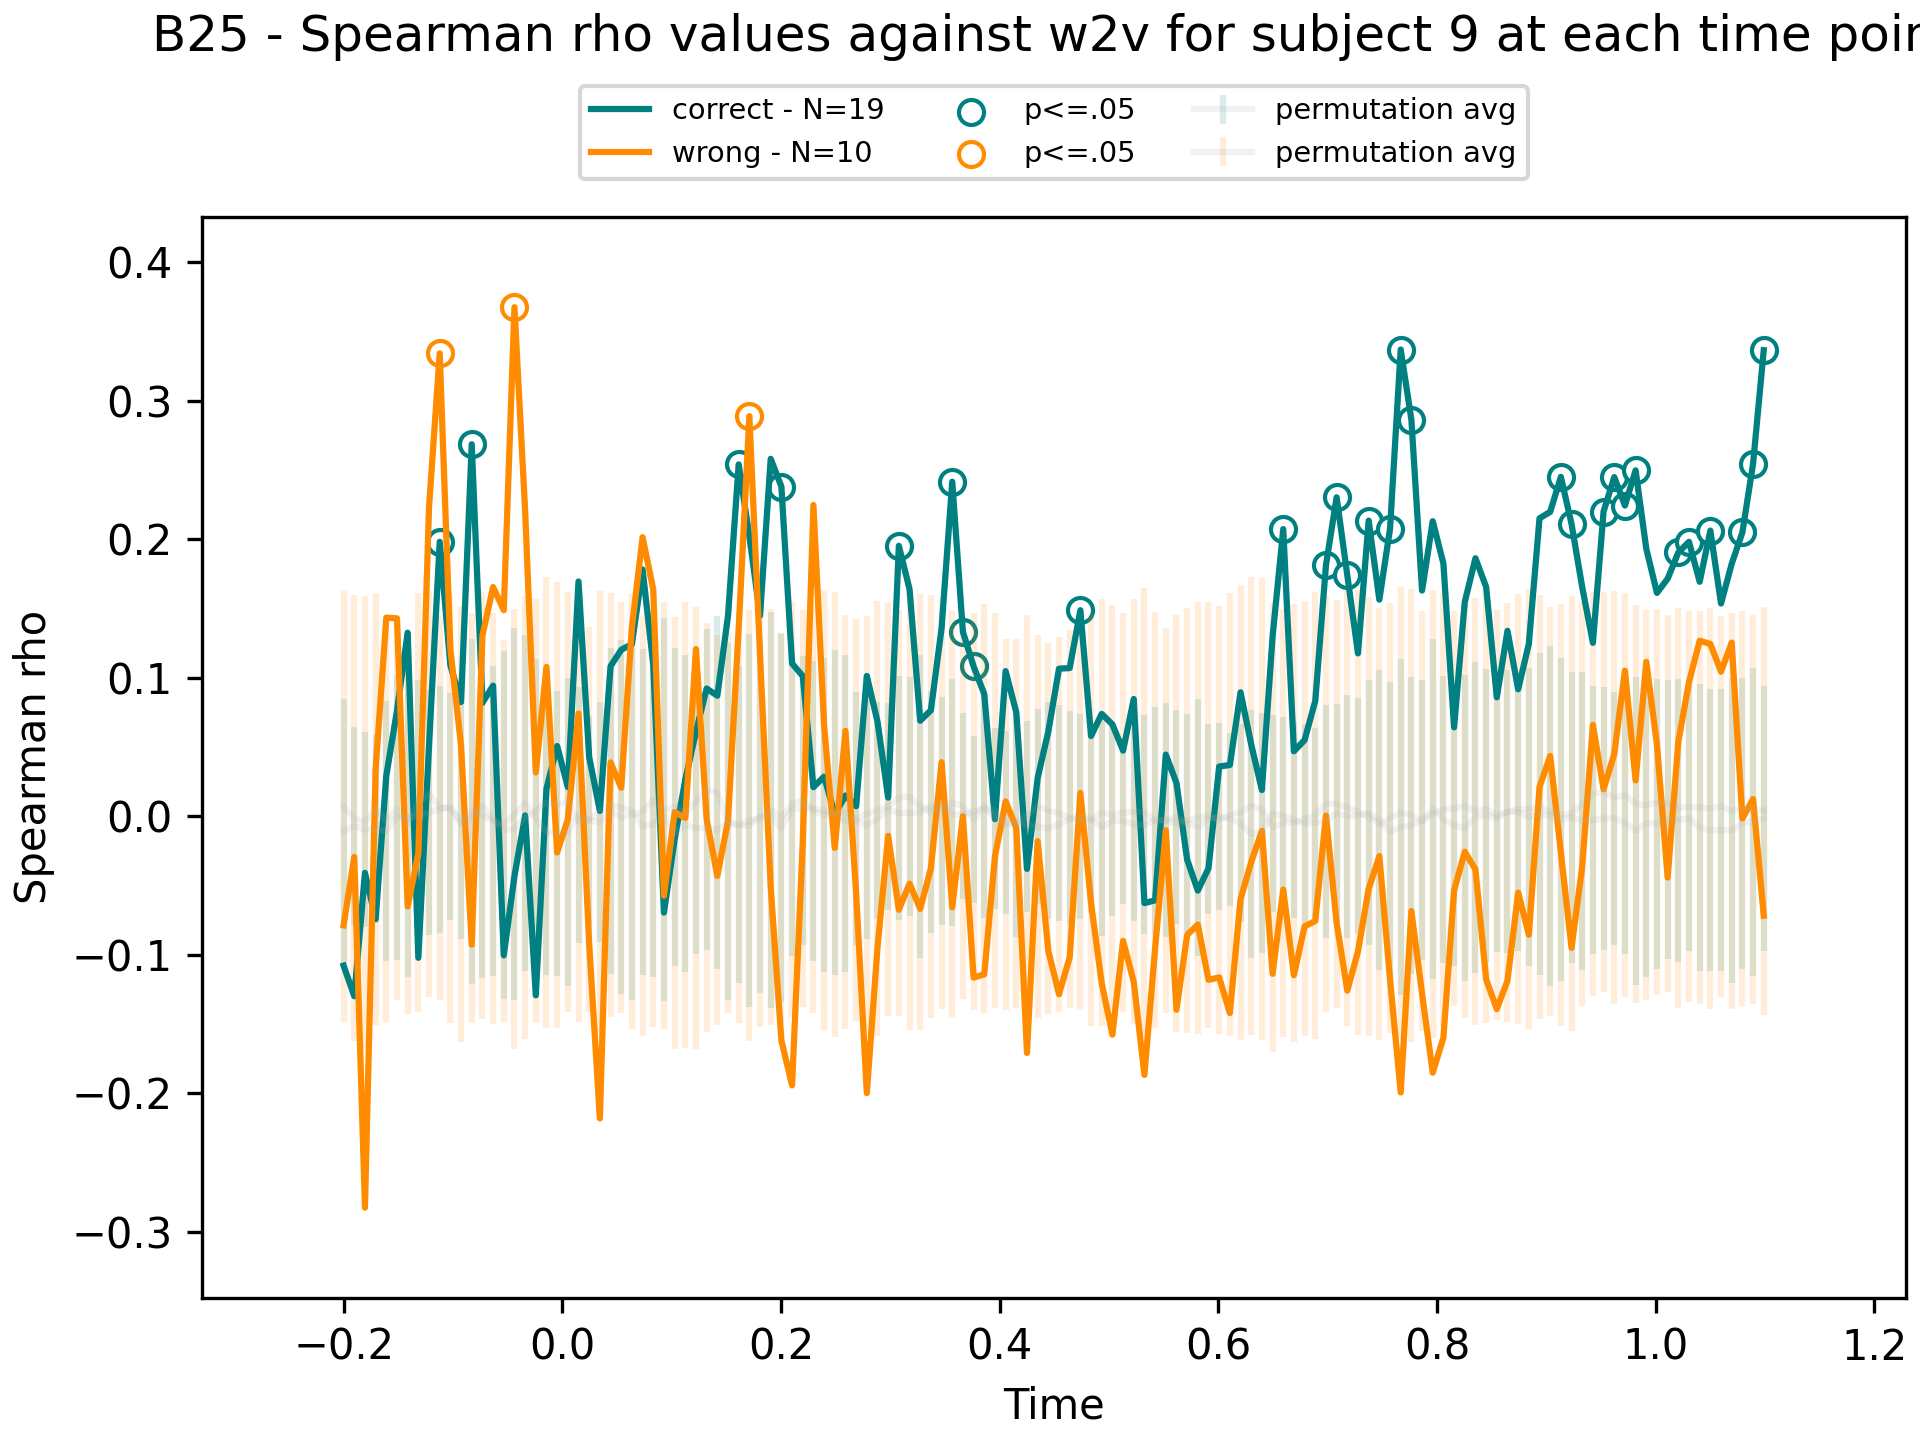 B25 - Spearman rho values against w2v for subject 9 at each time poin
correct - N=19
wrong - N=10
p<=.05
p<=.05
permutation avg
permutation avg
Spearman rho
0.4
0.3
0.2
0.1
0.0
−0.1
−0.2
−0.3
−0.2 0.0 0.2 0.4 0.6 0.8 1.0 1.2
Time